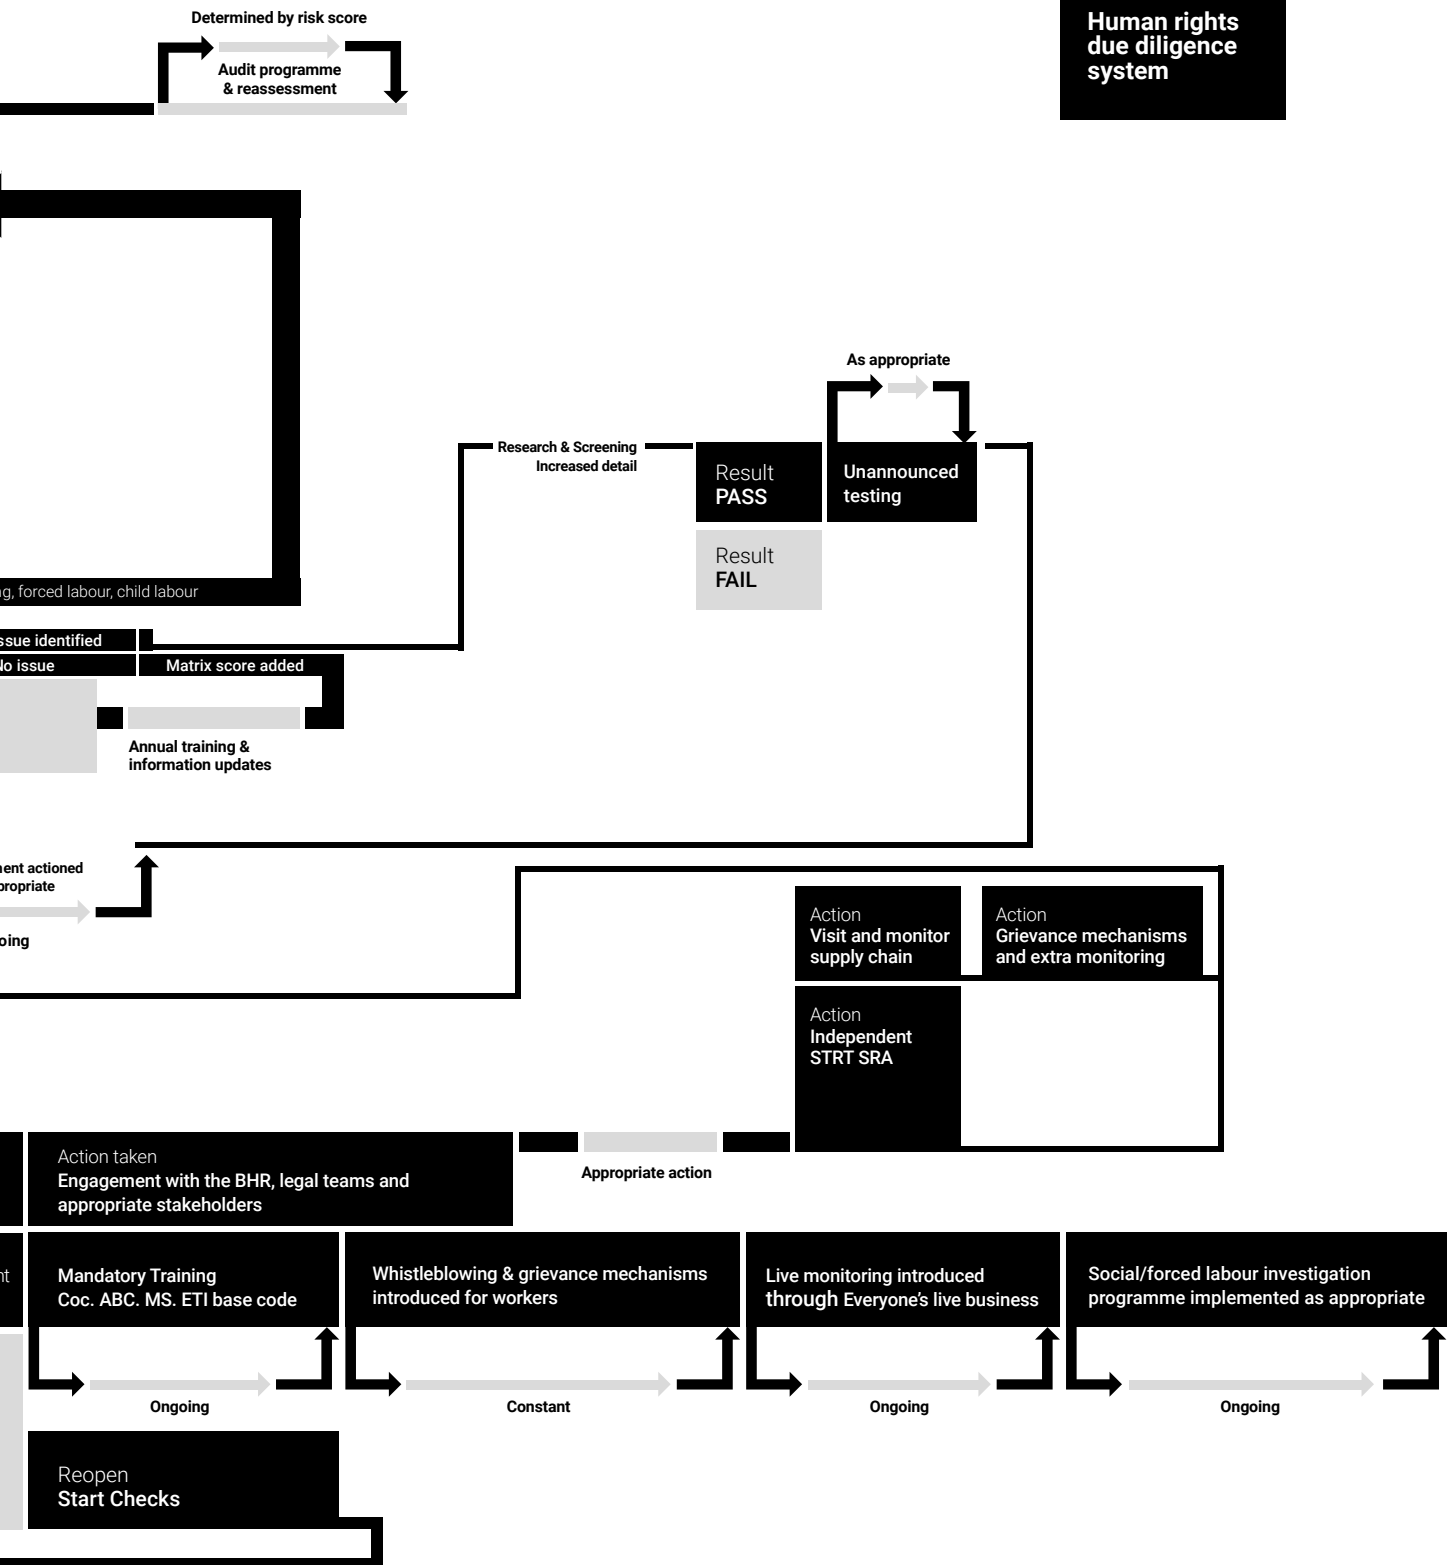 Determined by risk score
Audit programme
& reassessment
Human rights
due diligence
system
As appropriate
Research & Screening
Increased detail
Result
PASS
Unannounced
testing
Result
FAIL
forced labour, child labour
identified
issue
Matrix score added
Annual training &
information updates
actioned
Action
Visit and monitor
supply chain
Action
Grievance mechanisms
and extra monitoring
Action
Independent
STRT SRA
Action taken
Engagement with the BHR, legal teams and
appropriate stakeholders
Appropriate action
Mandatory Training
Coc. ABC. MS. ETI base code
Whistleblowing & grievance mechanisms
introduced for workers
Live monitoring introduced
through Everyone’s live business
Social/forced labour investigation
programme implemented as appropriate
Ongoing
Constant
Ongoing
Ongoing
Reopen
Start Checks